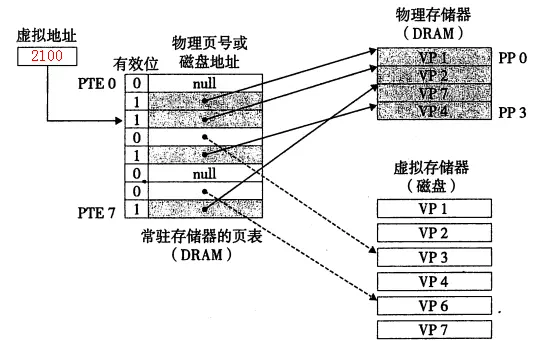 虚拟地址
2100
有效位
物理页号或
磁盘地址
PTE 0
0
null
1
1
0
1
0
null
0
PTE 7
1
常驻存储器的页表
(DRAM)
物理存储器
(DRAM)
VP 1
PP 0
VP 2
VP 7
VP 4
PP 3
虚拟存储器
(磁盘)
VP 1
VP 2
VP 3
VP 4
VP 6
VP 7